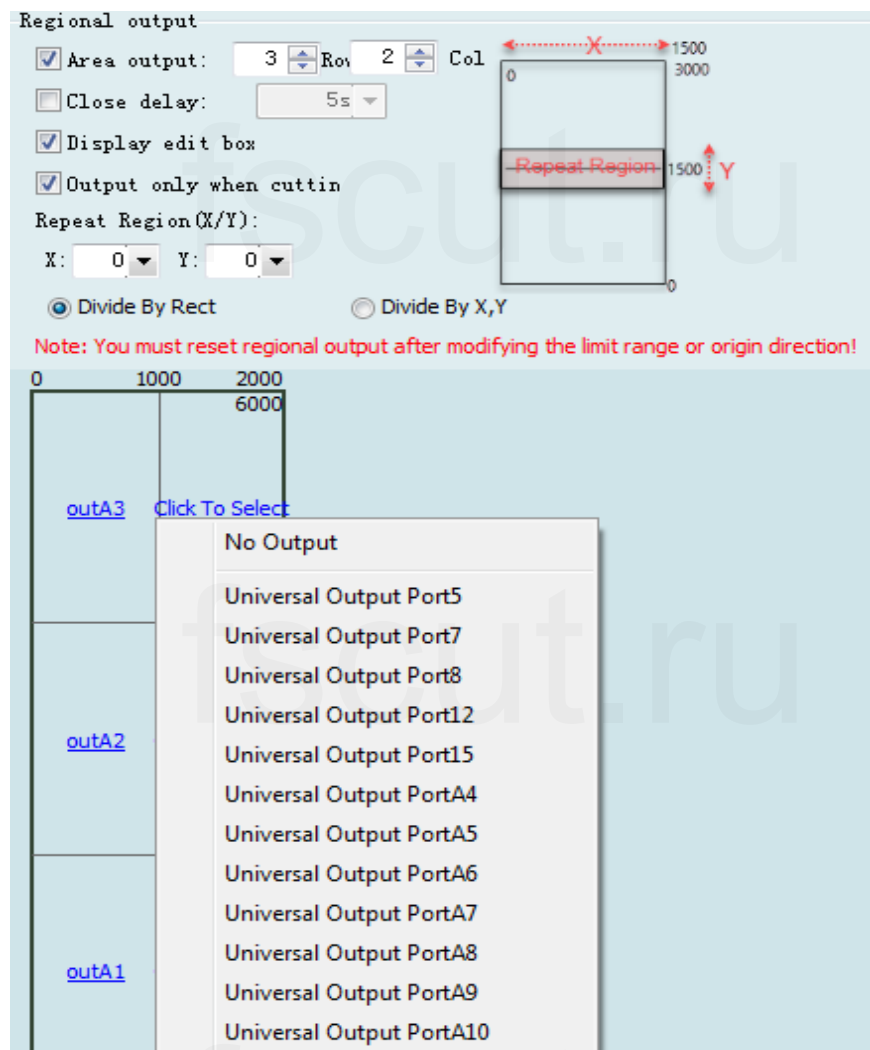 Regional output
Area output: 3 Row 2 Col
Close delay: 5s
Display edit box
Output only when cuttin
Repeat Region(X/Y):
X: 0 Y: 0
Divide By Rect Divide By X,Y
X 1500
0 3000
Repeat Region 1500 Y
0
Note: You must reset regional output after modifying the limit range or origin direction!
0 1000 2000
6000
outA3 Click To Select
No Output
Universal Output Port5
Universal Output Port7
Universal Output Port8
Universal Output Port12
outA2
Universal Output Port15
Universal Output PortA4
Universal Output PortA5
Universal Output PortA6
Universal Output PortA7
Universal Output PortA8
outA1
Universal Output PortA9
Universal Output PortA10
fscut.ru
fscut.ru